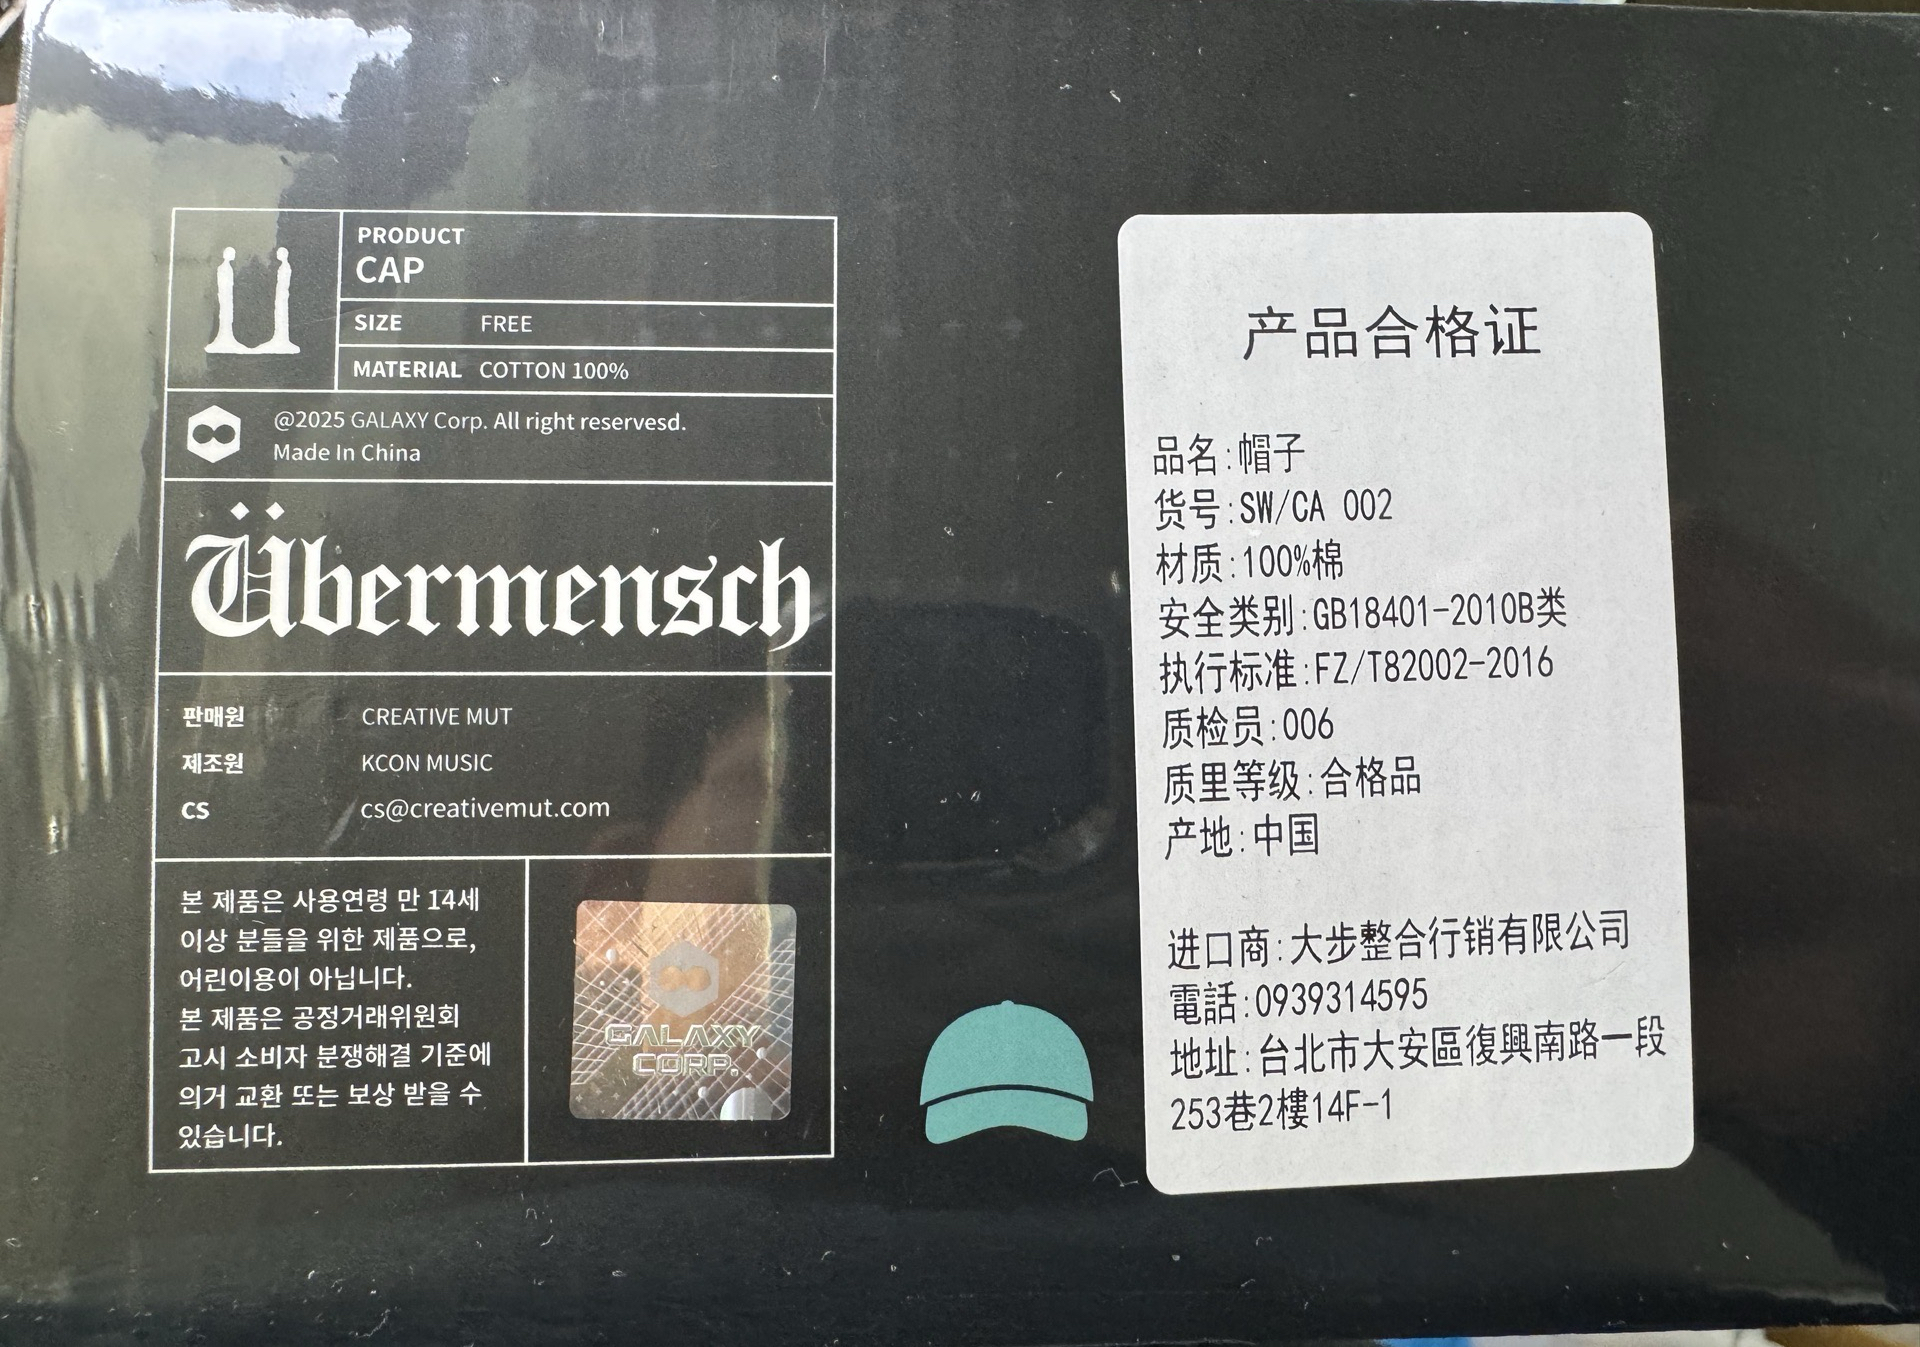 PRODUCT
CAP
SIZE FREE
MATERIAL COTTON 100%
@2025 GALAXY Corp. All right reservesd.
Made In China
Übermensch
판매원 CREATIVE MUT
제조원 KCON MUSIC
CS cs@creativemut.com
본 제품은 사용연령 만 14세
이상 분들을 위한 제품으로,
어린이용이 아닙니다.
본 제품은 공정거래위원회
고시 소비자 분쟁해결 기준에
의거 교환 또는 보상 받을 수
있습니다.
GALAXY
CORP.
产品合格证
品名:帽子
货号:SW/CA 002
材质:100%棉
安全类别:GB18401-2010B类
执行标准:FZ/T82002-2016
质检员:006
质里等级:合格品
产地:中国
进口商:大步整合行销有限公司
電話:0939314595
地址:台北市大安區復興南路一段
253巷2樓14F-1